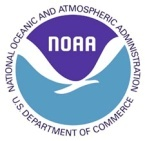 NATIONAL OCEANIC AND ATMOSPHERIC ADMINISTRATION
NOAA
U.S. DEPARTMENT OF COMMERCE